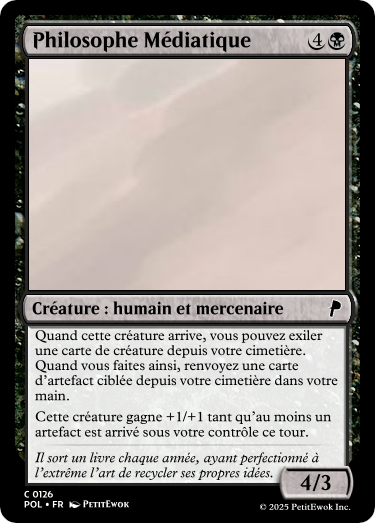 Philosophe Médiatique 4
Créature : humain et mercenaire
Quand cette créature arrive, vous pouvez exiler
une carte de créature depuis votre cimetière.
Quand vous faites ainsi, renvoyez une carte
d'artefact ciblée depuis votre cimetière dans votre
main.
Cette créature gagne +1/+1 tant qu'au moins un
artefact est arrivé sous votre contrôle ce tour.
Il sort un livre chaque année, ayant perfectionné à
l'extrême l'art de recycler ses propres idées.
4/3
C 0126
POL • FR PetitEwok
© 2025 PetitEwok Inc.